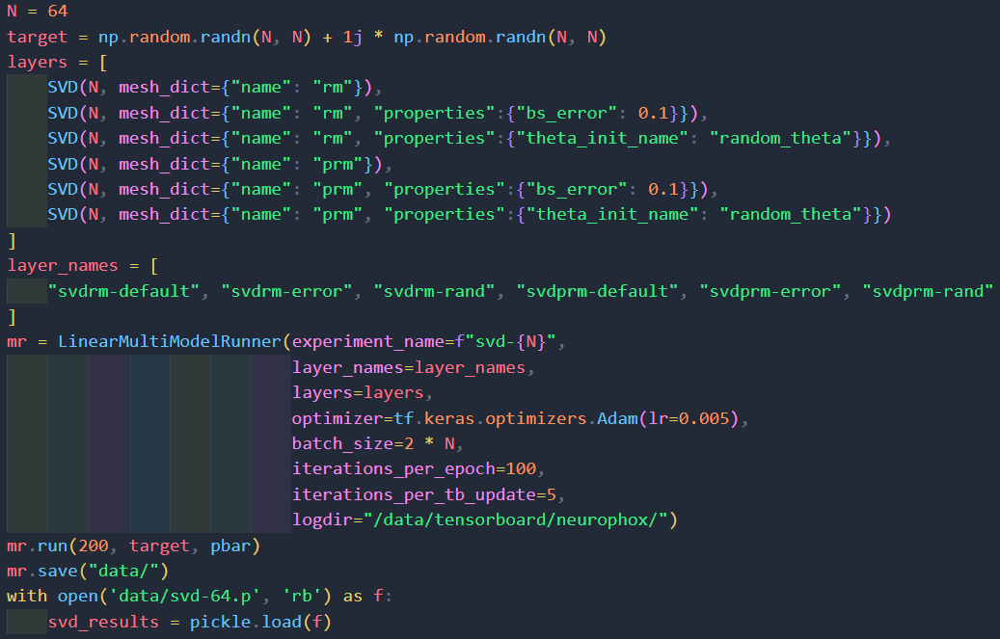 N = 64
target = np.random.randn(N, N) + 1j * np.random.randn(N, N)
layers = [
    SVD(N, mesh_dict={"name": "rm"}),
    SVD(N, mesh_dict={"name": "rm", "properties":{"bs_error": 0.1}}),
    SVD(N, mesh_dict={"name": "rm", "properties":{"theta_init_name": "random_theta"}}),
    SVD(N, mesh_dict={"name": "prm"}),
    SVD(N, mesh_dict={"name": "prm", "properties":{"bs_error": 0.1}}),
    SVD(N, mesh_dict={"name": "prm", "properties":{"theta_init_name": "random_theta"}})
]
layer_names = [
    "svdrm-default", "svdrm-error", "svdrm-rand", "svdprm-default", "svdprm-error", "svdprm-rand"
]
mr = LinearMultiModelRunner(experiment_name=f"svd-{N}",
                            layer_names=layer_names,
                            layers=layers,
                            optimizer=tf.keras.optimizers.Adam(lr=0.005),
                            batch_size=2 * N,
                            iterations_per_epoch=100,
                            iterations_per_tb_update=5,
                            logdir="/data/tensorboard/neurophox/")
mr.run(200, target, pbar)
mr.save("data/")
with open('data/svd-64.p', 'rb') as f:
    svd_results = pickle.load(f)